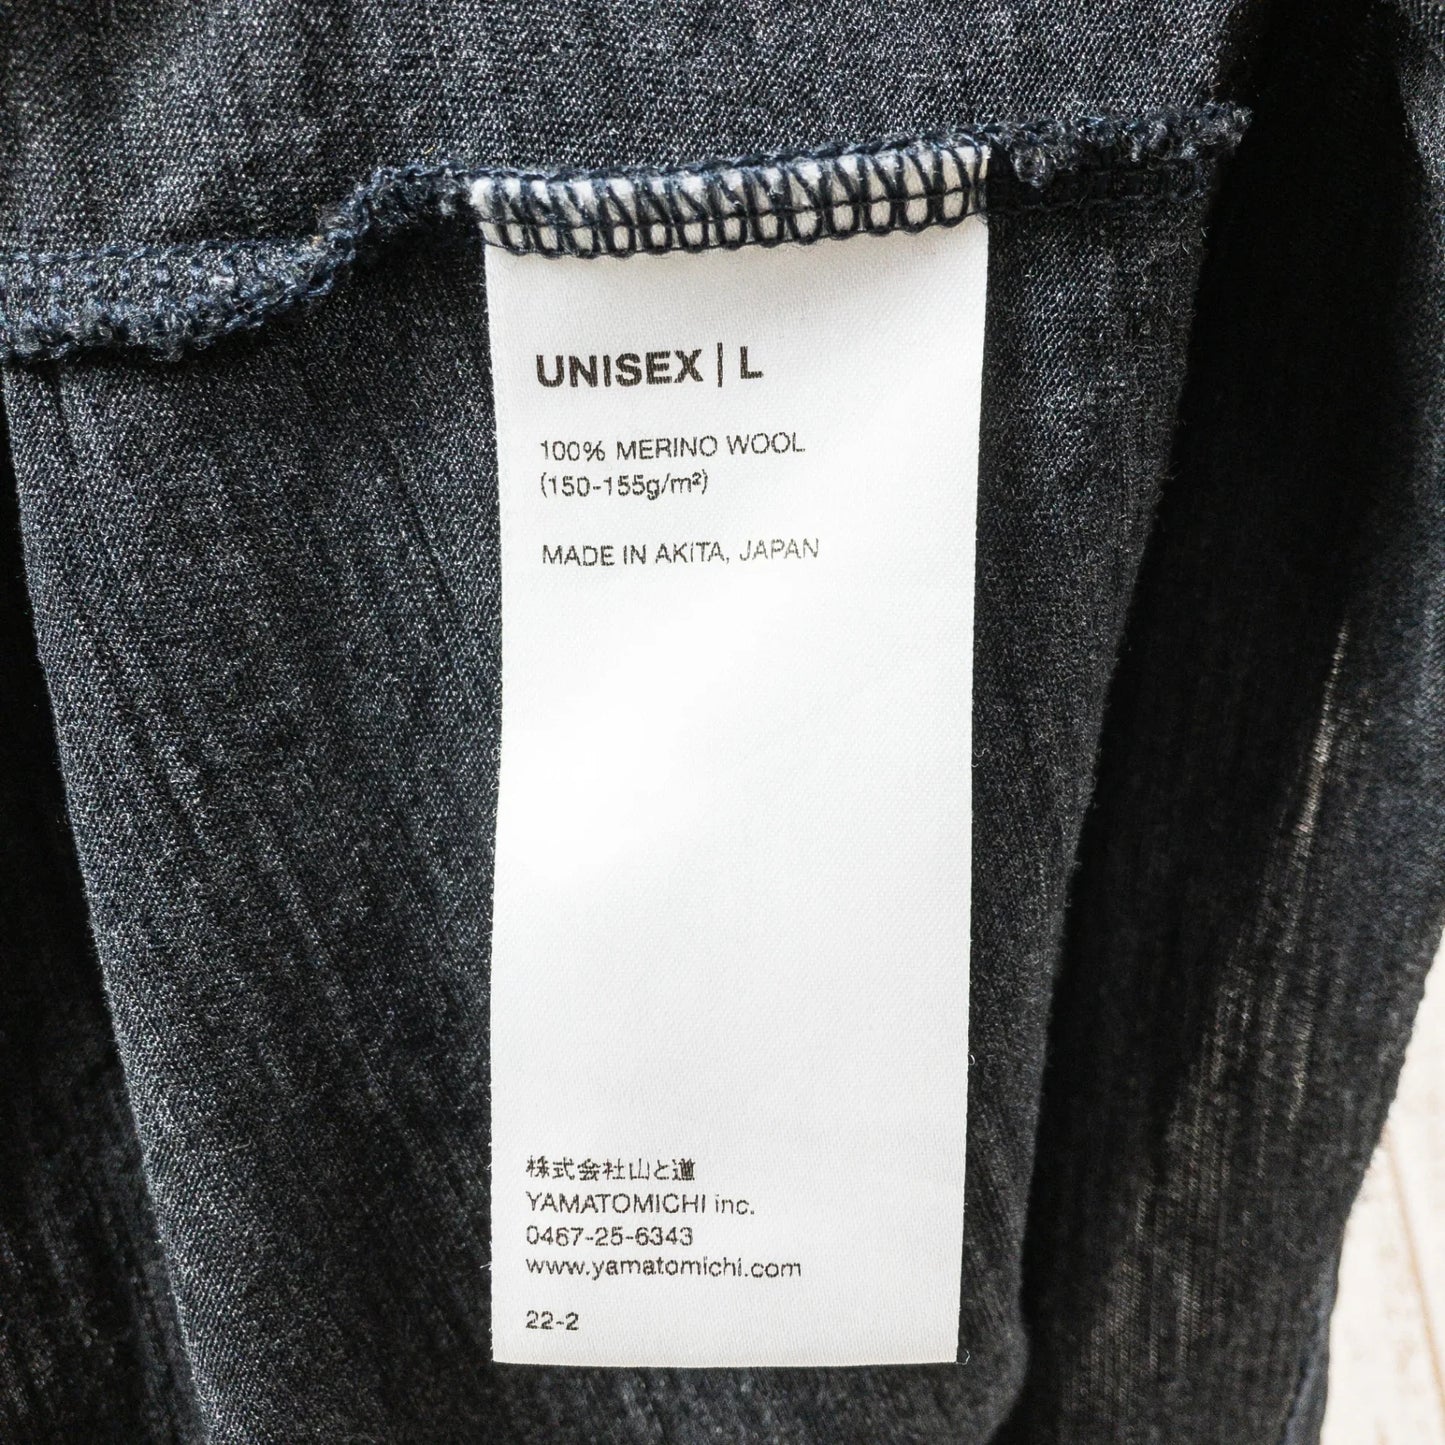 UNISEX | L
100% MERINO WOOL
(150-155g/m²)
MADE IN AKITA, JAPAN
株式会社山と道
YAMATOMICHI inc.
0467-25-6343
www.yamatomichi.com
22-2